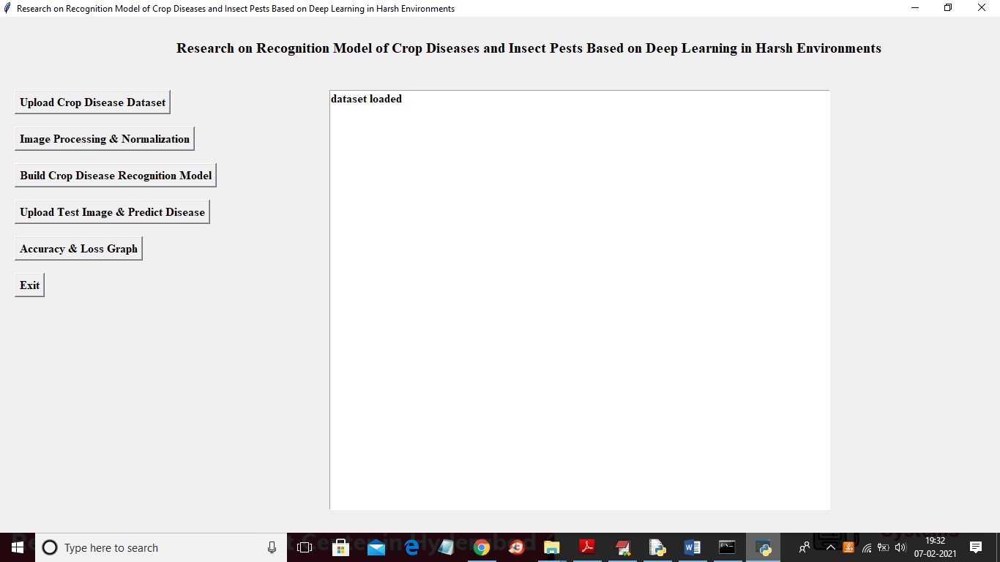 Research on Recognition Model of Crop Diseases and Insect Pests Based on Deep Learning in Harsh Environments
Research on Recognition Model of Crop Diseases and Insect Pests Based on Deep Learning in Harsh Environments
Upload Crop Disease Dataset
dataset loaded
Image Processing & Normalization
Build Crop Disease Recognition Model
Upload Test Image & Predict Disease
Accuracy & Loss Graph
Exit
Type here to search
19:32
07-02-2021